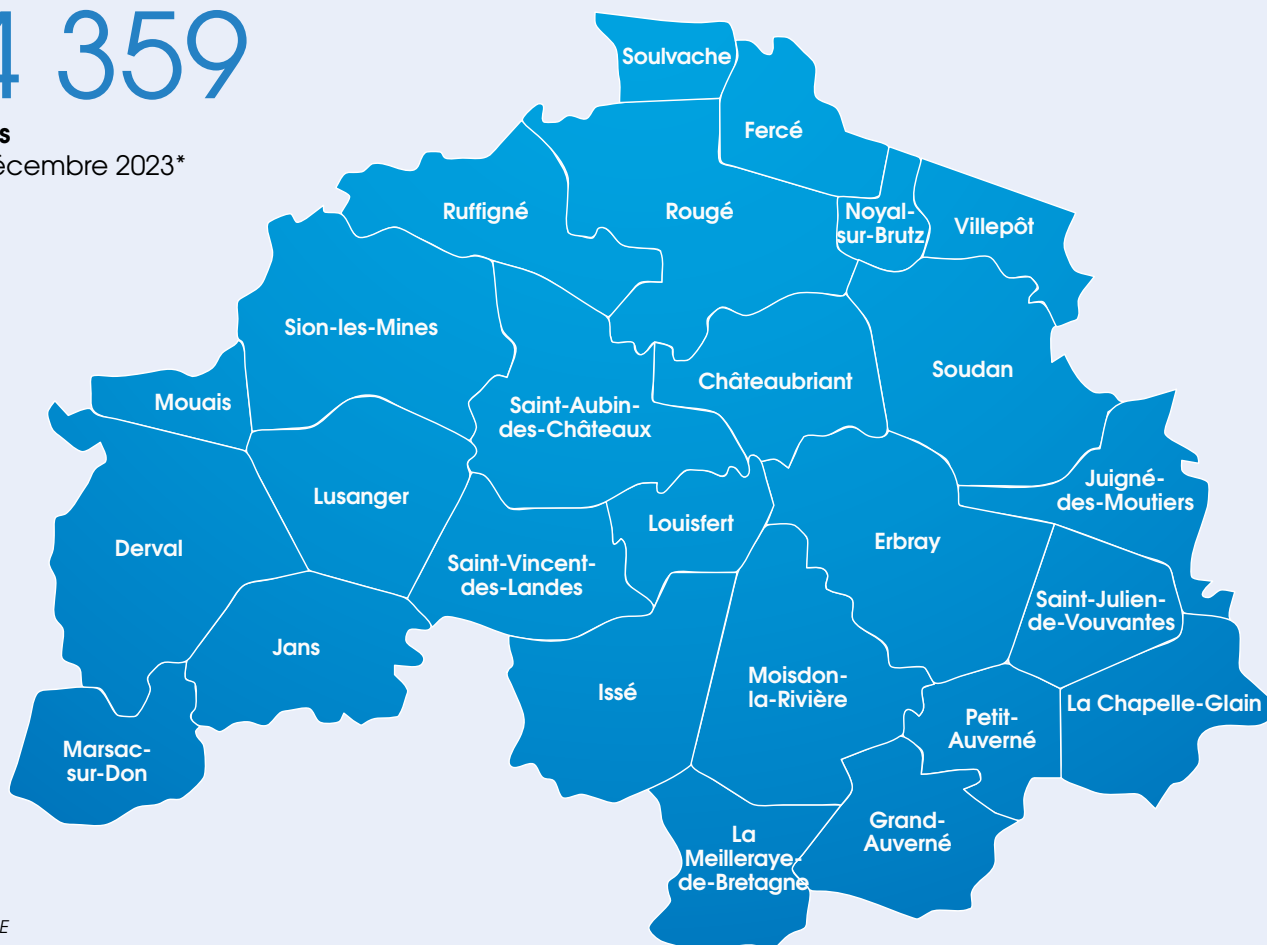 4 359
s
écembre 2023*
Soulvache
Fercé
Ruffigné
Rougé
Noyal-
sur-Brutz
Villepôt
Sion-les-Mines
Mouais
Saint-Aubin-
des-Châteaux
Châteaubriant
Soudan
Juigné-
des-Moutiers
Derval
Lusanger
Louisfert
Erbray
Saint-Vincent-
des-Landes
Saint-Julien-
de-Vouvantes
Jans
Issé
Moisdon-
la-Rivière
La Chapelle-Glain
Petit-
Auverné
Marsac-
sur-Don
Grand-
Auverné
La
Meilleraye-
de-Bretagne
E